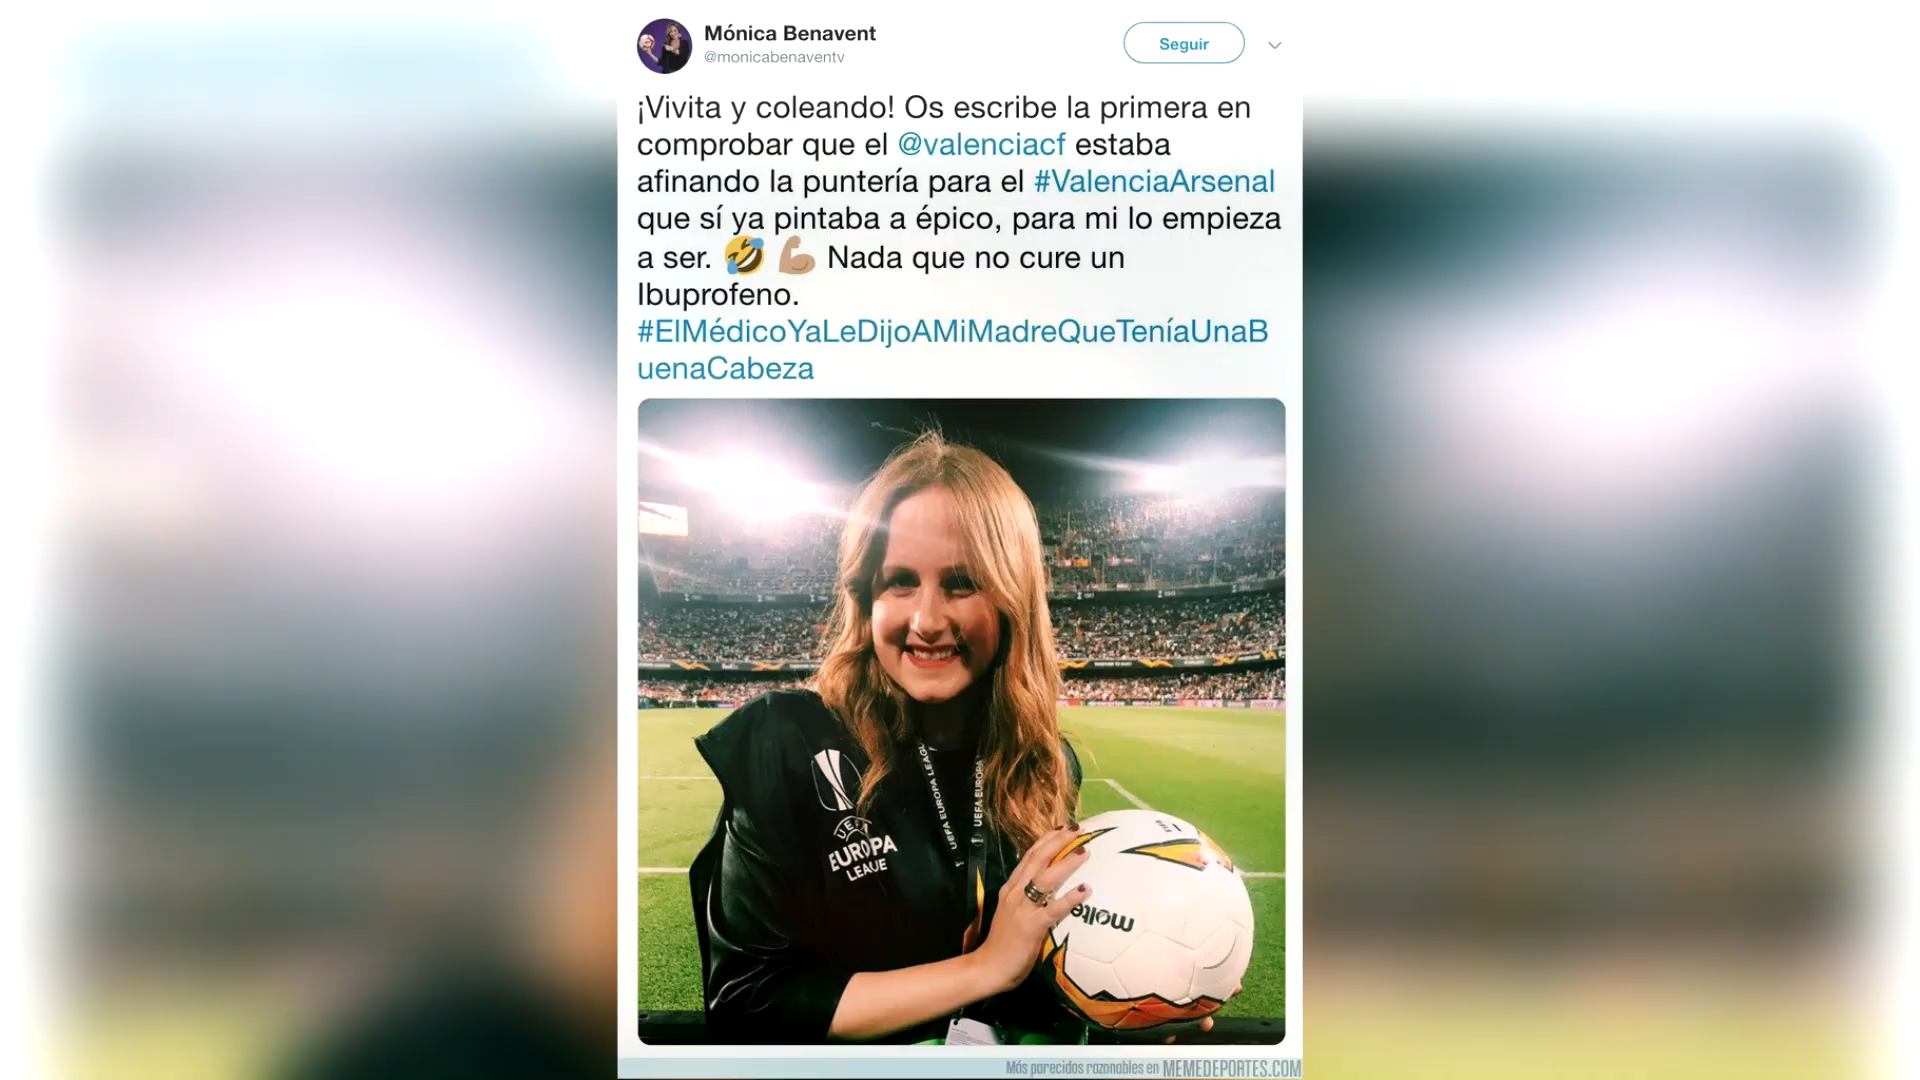 Mónica Benavent
@monicabenaventv
Seguir
¡Vivita y coleando! Os escribe la primera en
comprobar que el @valenciacf estaba
afinando la puntería para el #ValenciaArsenal
que sí ya pintaba a épico, para mi lo empieza
a ser. 🤣 💪🏽 Nada que no cure un
Ibuprofeno.
#ElMédicoYaLeDijoAMiMadreQueTeníaUnaB
uenaCabeza
UEFA
EUROPA
LEAGUE
UEFA EUROPA LEAGU
UEFA EUROPA
molte
Más parecidos razonables en MEMEDEPORTES.COM